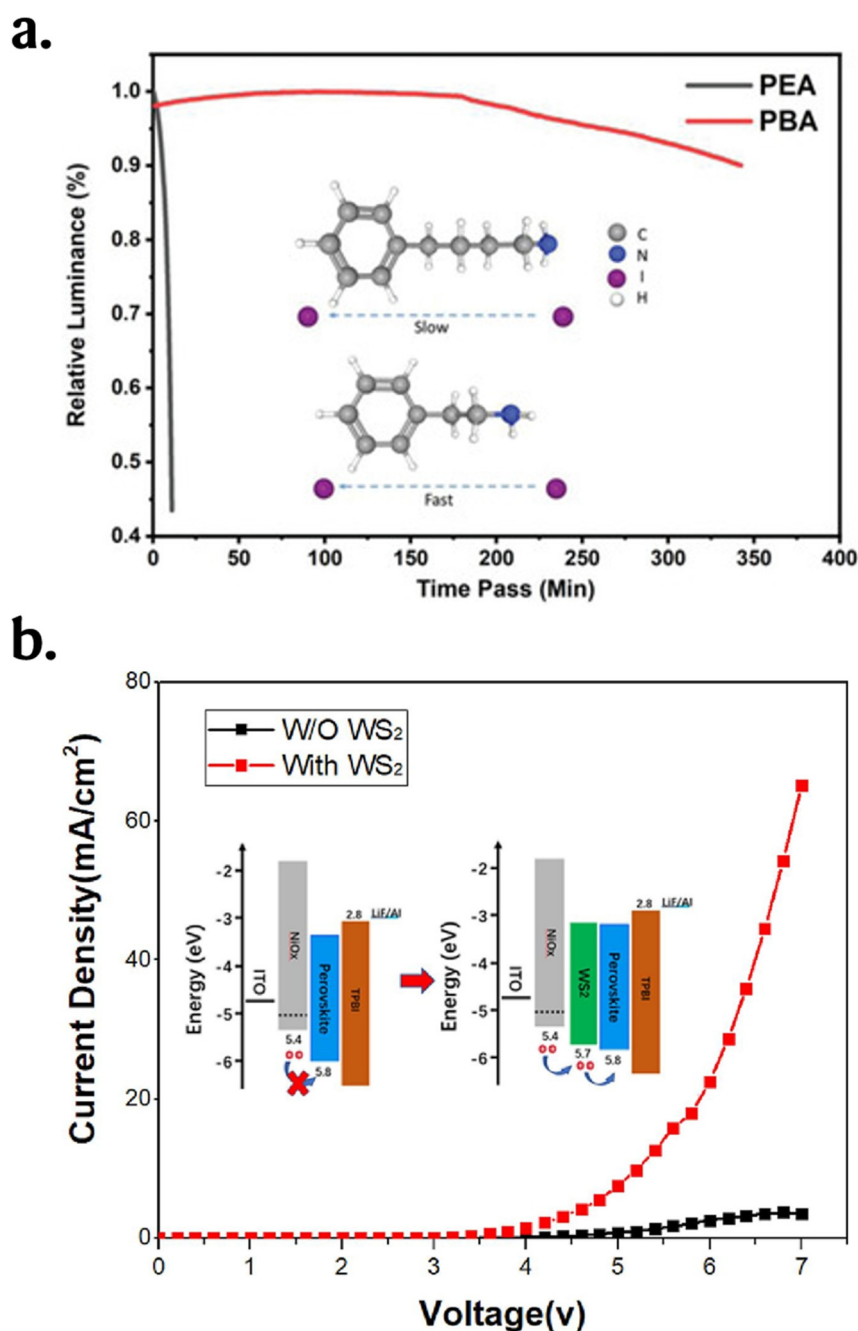 a.
PEA
PBA
1.0
0.9
0.8
0.7
0.6
0.5
0.4
Relative Luminance (%)
C
N
I
H
Slow
Fast
0 50 100 150 200 250 300 350 400
Time Pass (Min)
b.
80
60
40
20
0
Current Density(mA/cm²)
W/O WS₂
With WS₂
-2
-3
-4
-5
-6
Energy (eV)
ITO
NiOx
Perovskite
TPBI
2.8
LiF/Al
5.4
5.8
-2
-3
-4
-5
-6
Energy (eV)
ITO
NiOx
WS2
Perovskite
TPBI
2.8
LiF/Al
5.4
5.7
5.8
0 1 2 3 4 5 6 7
Voltage(v)